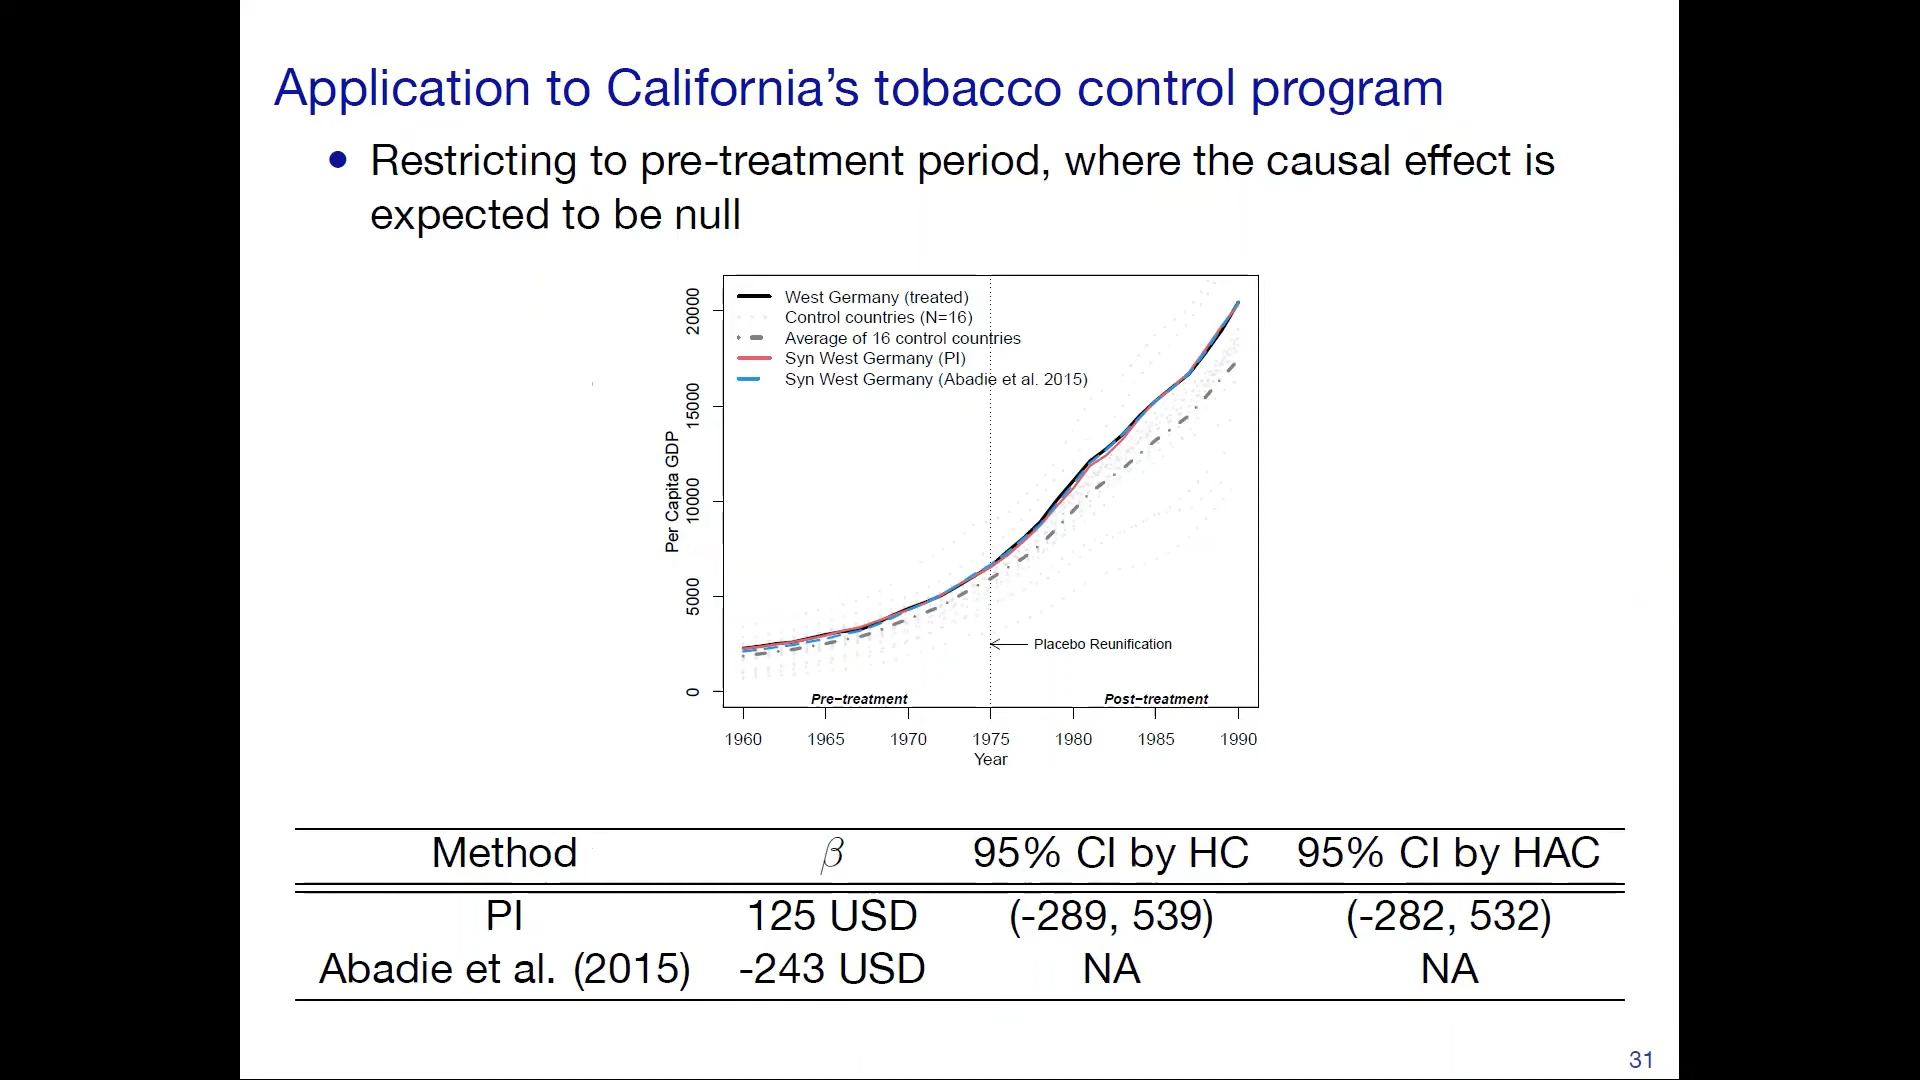 Application to California's tobacco control program
• Restricting to pre-treatment period, where the causal effect is
expected to be null
West Germany (treated)
Control countries (N=16)
Average of 16 control countries
Syn West Germany (PI)
Syn West Germany (Abadie et al. 2015)
Per Capita GDP
20000
15000
10000
5000
0
Placebo Reunification
Pre−treatment Post−treatment
1960 1965 1970 1975 1980 1985 1990
Year
Method β 95% CI by HC 95% CI by HAC
PI 125 USD (-289, 539) (-282, 532)
Abadie et al. (2015) -243 USD NA NA
31